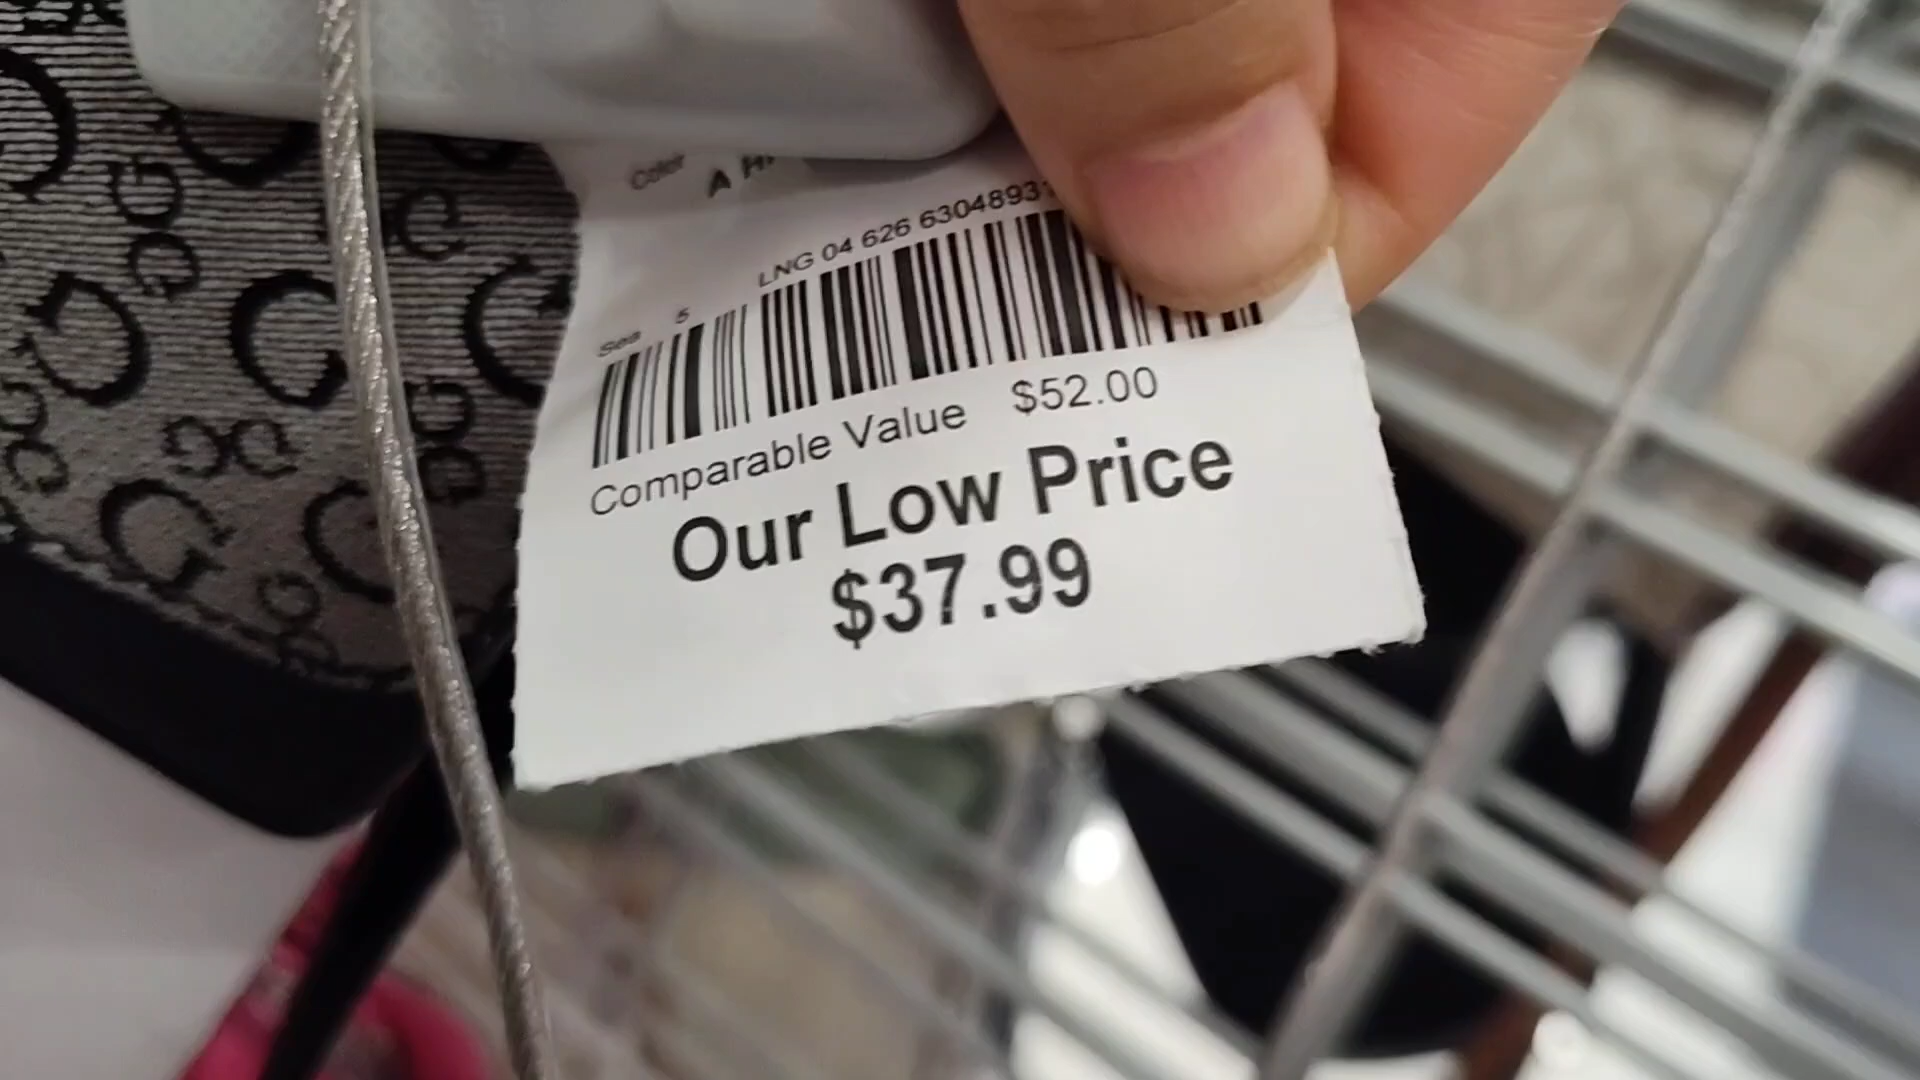 Color
LNG 04 626 6304893
Sea 5
Comparable Value $52.00
Our Low Price
$37.99